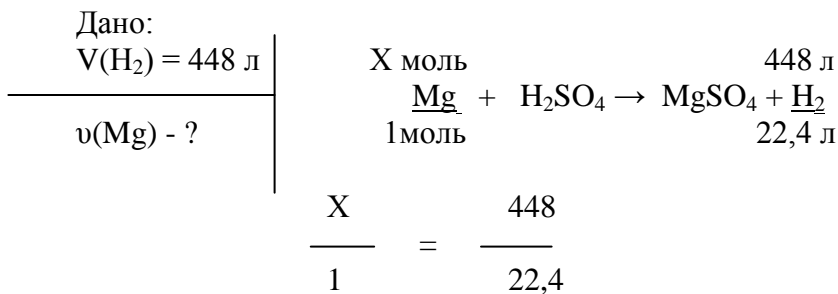 Дано:
V(H₂) = 448 л X моль 448 л
Mg + H₂SO₄ → MgSO₄ + H₂
υ(Mg) - ? 1моль 22,4 л
X 448
=
1 22,4